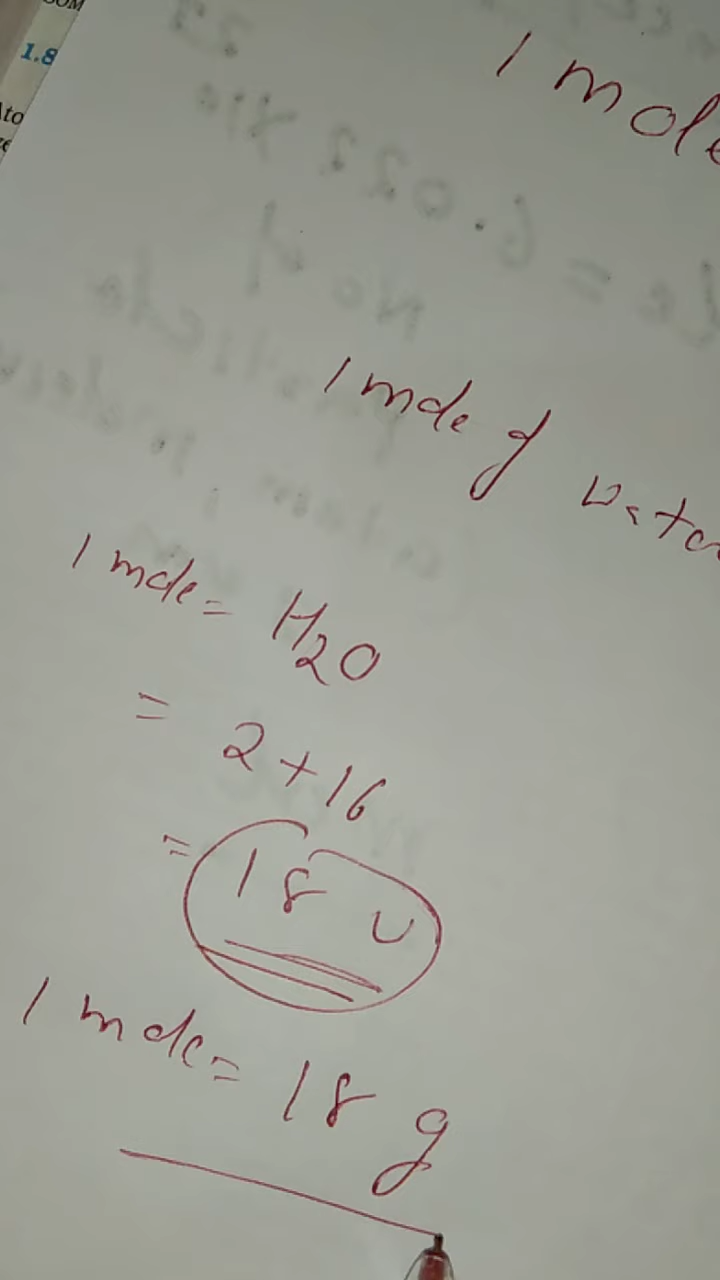 1.8
1 mole
1 mole of water
1 mole = H2O
= 2 + 16
= 18 u
1 mole = 18 g